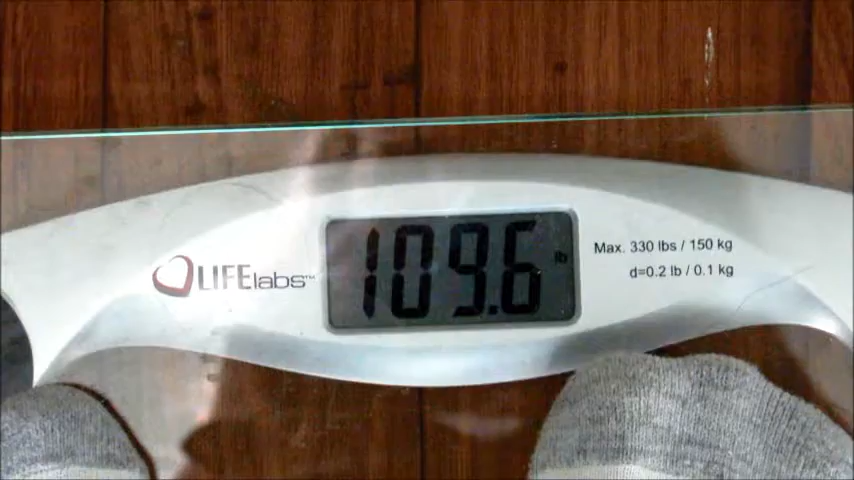 LIFElabs™
109.6 lb
Max. 330 lbs / 150 kg
d=0.2 lb / 0.1 kg